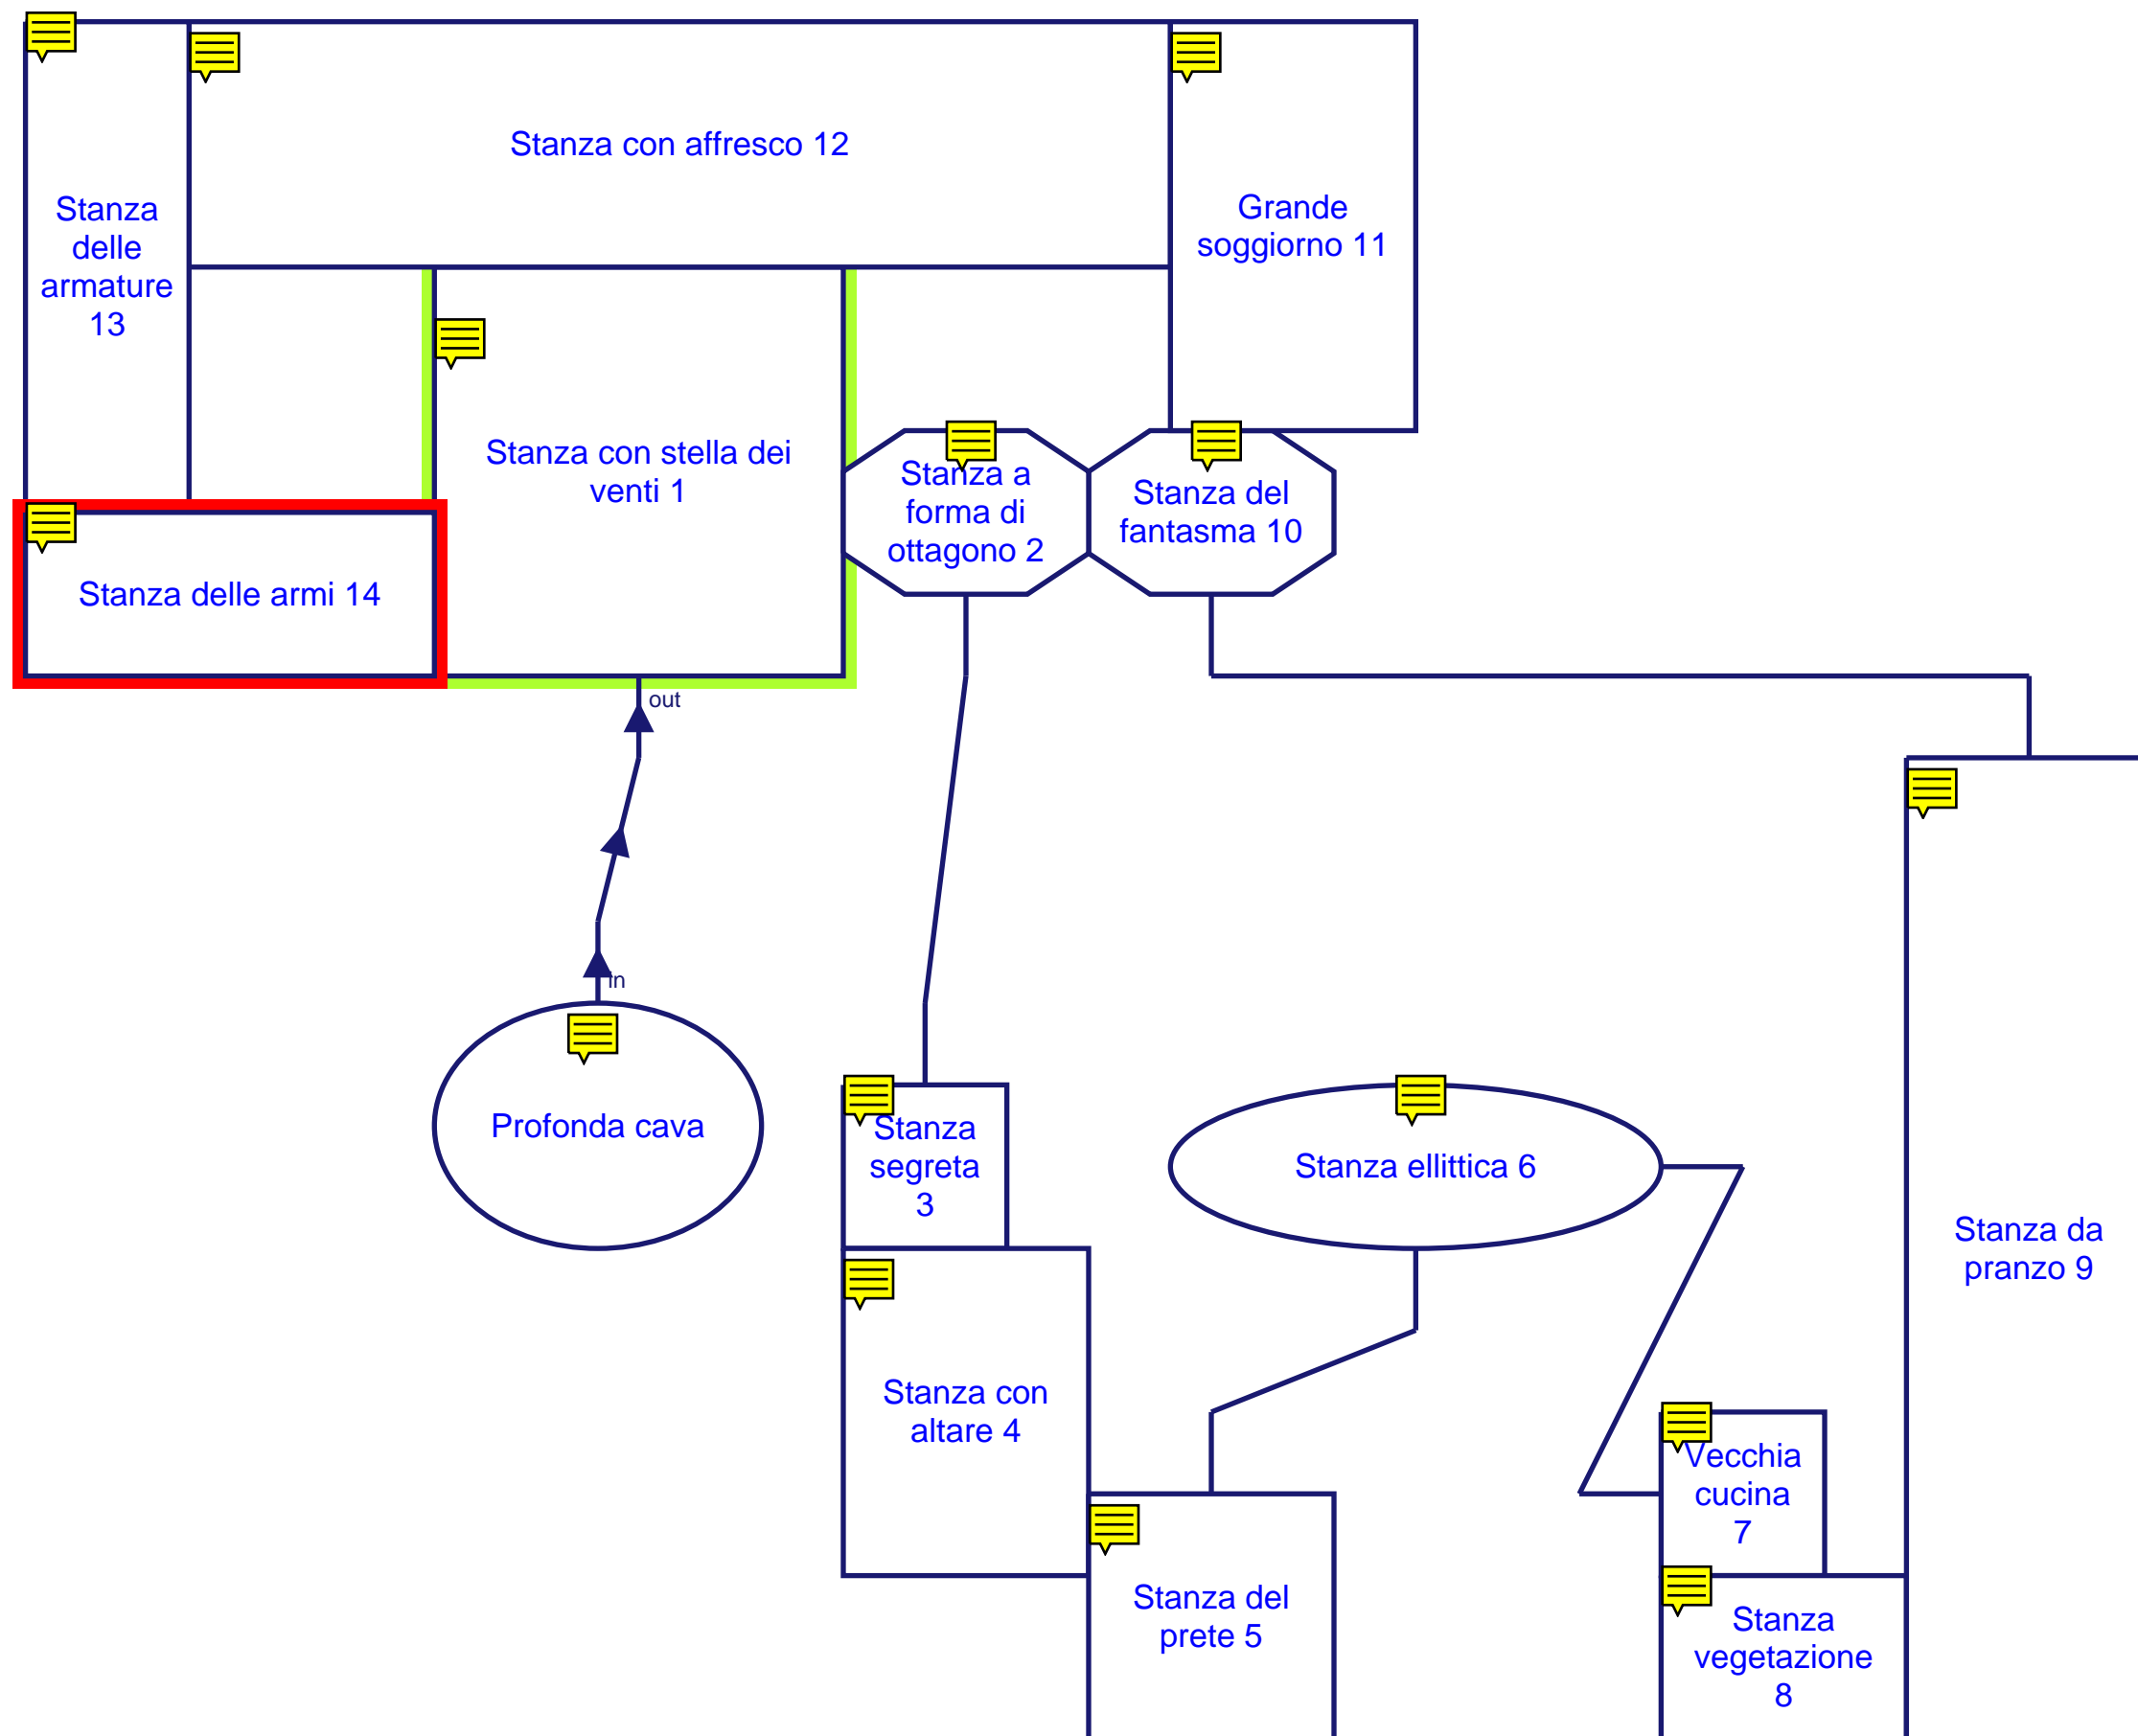 Stanza con affresco 12
Stanza
delle
armature
13
Grande
soggiorno 11
Stanza con stella dei
venti 1
Stanza a
forma di
ottagono 2
Stanza del
fantasma 10
Stanza delle armi 14
out
in
Profonda cava
Stanza
segreta
3
Stanza ellittica 6
Stanza da
pranzo 9
Stanza con
altare 4
Vecchia
cucina
7
Stanza del
prete 5
Stanza
vegetazione
8